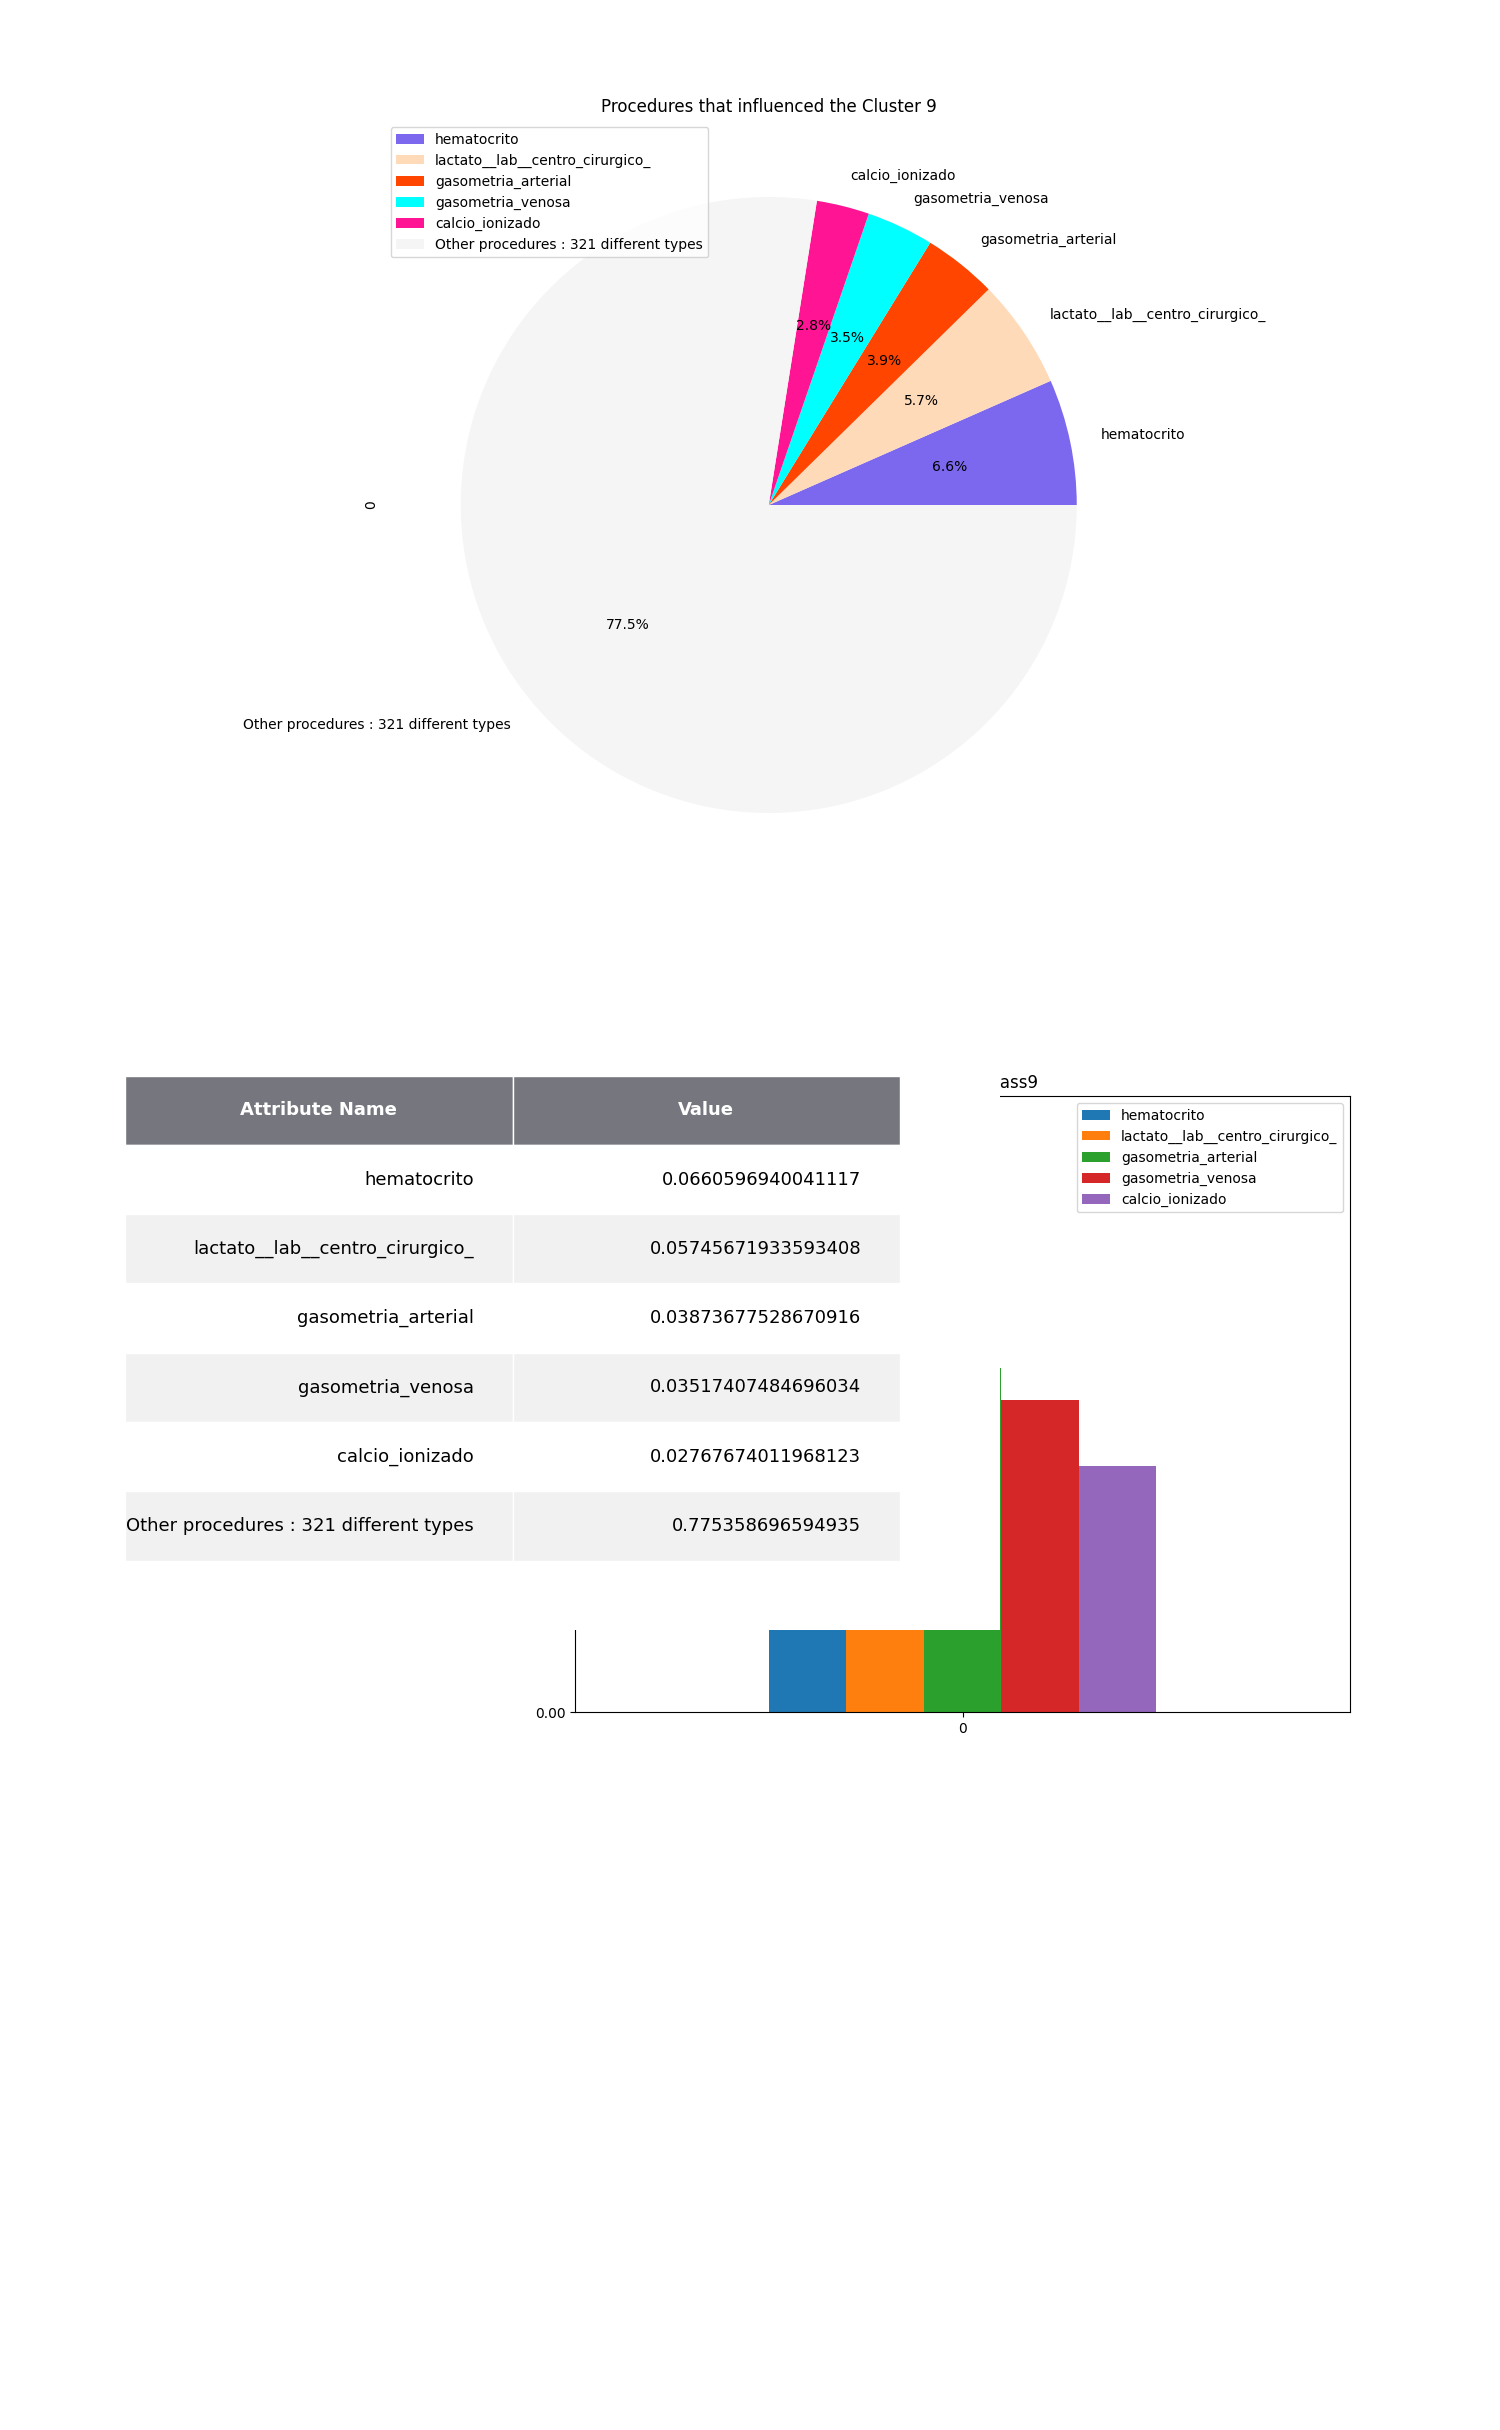 Procedures that influenced the Cluster 9
hematocrito
lactato__lab__centro_cirurgico_
gasometria_arterial
gasometria_venosa
calcio_ionizado
Other procedures : 321 different types
calcio_ionizado
gasometria_venosa
gasometria_arterial
lactato__lab__centro_cirurgico_
hematocrito
2.8%
3.5%
3.9%
5.7%
6.6%
0
77.5%
Other procedures : 321 different types
Attribute Name Value
hematocrito 0.0660596940041117
lactato__lab__centro_cirurgico_ 0.05745671933593408
gasometria_arterial 0.03873677528670916
gasometria_venosa 0.03517407484696034
calcio_ionizado 0.02767674011968123
Other procedures : 321 different types 0.775358696594935
ass9
hematocrito
lactato__lab__centro_cirurgico_
gasometria_arterial
gasometria_venosa
calcio_ionizado
0.00
0